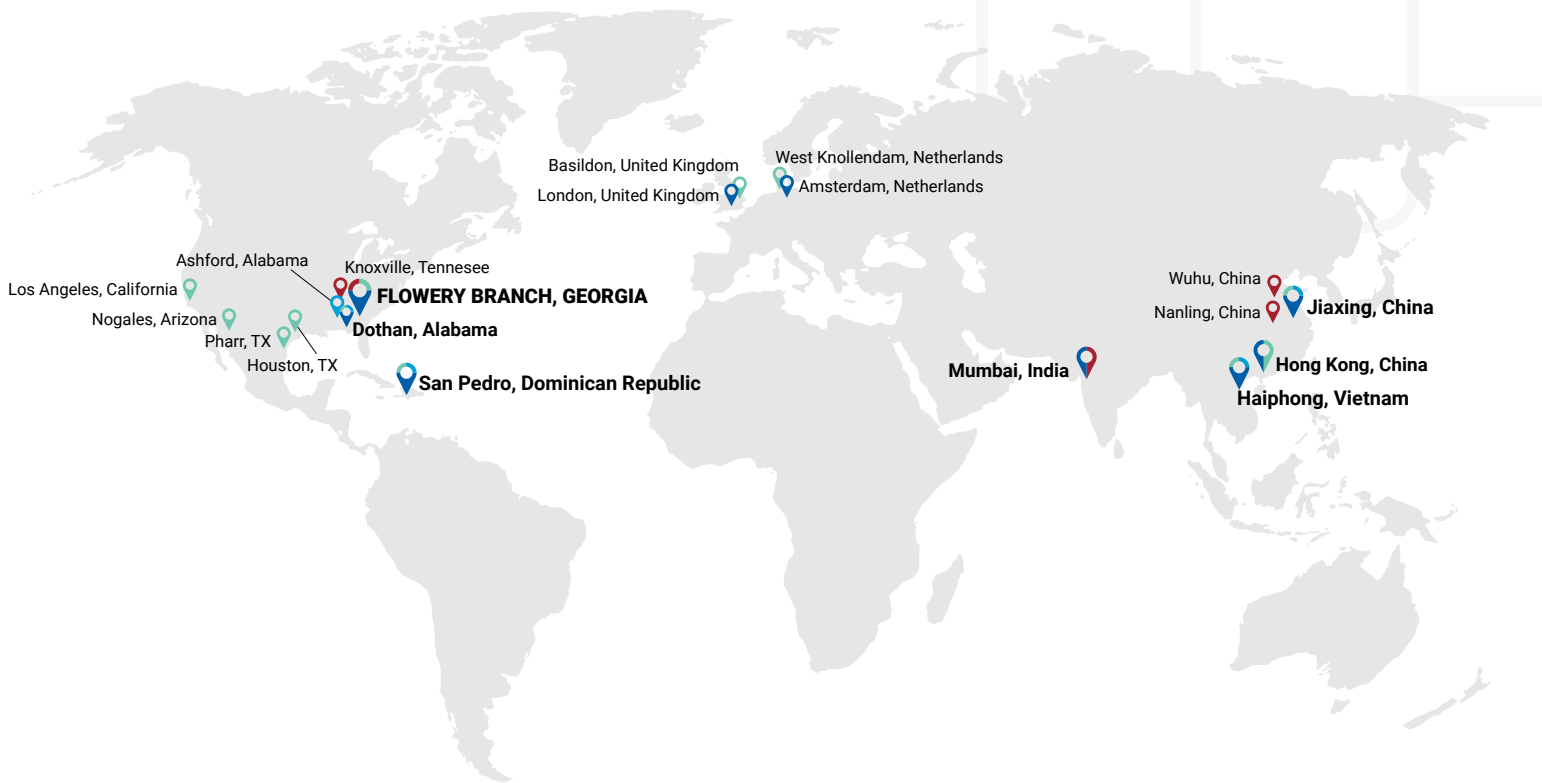 Basildon, United Kingdom
West Knollendam, Netherlands
London, United Kingdom
Amsterdam, Netherlands
Ashford, Alabama
Knoxville, Tennesee
Los Angeles, California
FLOWERY BRANCH, GEORGIA
Nogales, Arizona
Dothan, Alabama
Pharr, TX
Houston, TX
San Pedro, Dominican Republic
Wuhu, China
Jiaxing, China
Nanling, China
Mumbai, India
Hong Kong, China
Haiphong, Vietnam